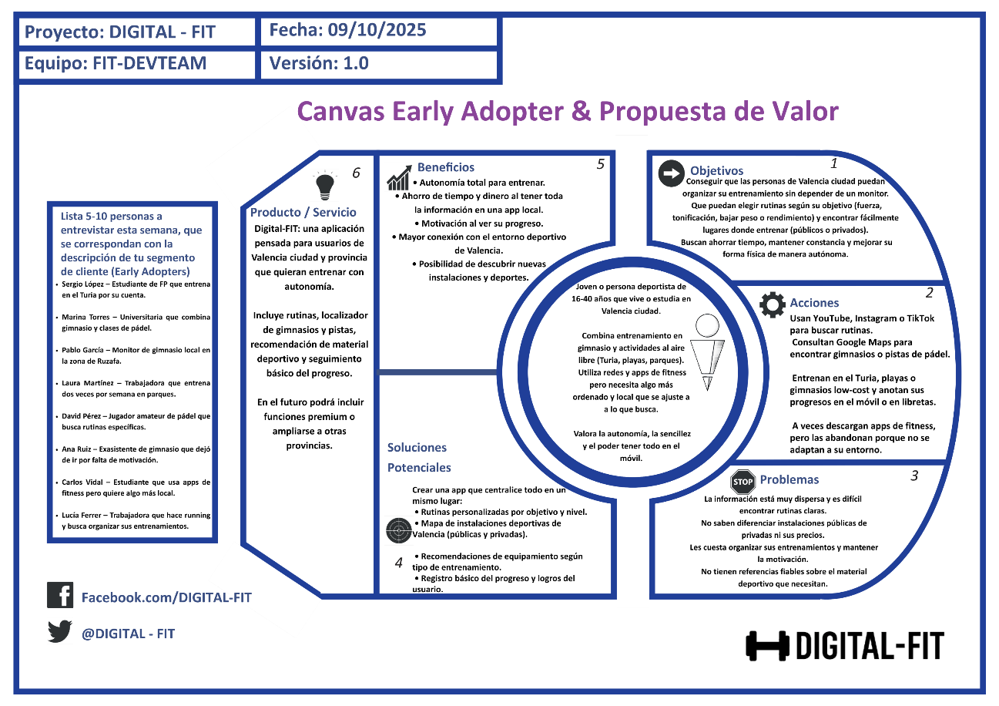 Proyecto: DIGITAL - FIT
Fecha: 09/10/2025
Equipo: FIT-DEVTEAM
Versión: 1.0
Canvas Early Adopter & Propuesta de Valor
Lista 5-10 personas a
entrevistar esta semana, que
se correspondan con la
descripción de tu segmento
de cliente (Early Adopters)
• Sergio López – Estudiante de FP que entrena
en el Turia por su cuenta.
• Marina Torres – Universitaria que combina
gimnasio y clases de pádel.
• Pablo García – Monitor de gimnasio local en
la zona de Ruzafa.
• Laura Martínez – Trabajadora que entrena
dos veces por semana en parques.
• David Pérez – Jugador amateur de pádel que
busca rutinas específicas.
• Ana Ruiz – Exasistente de gimnasio que dejó
de ir por falta de motivación.
• Carlos Vidal – Estudiante que usa apps de
fitness pero quiere algo más local.
• Lucía Ferrer – Trabajadora que hace running
y busca organizar sus entrenamientos.
6
Producto / Servicio
Digital-FIT: una aplicación
pensada para usuarios de
Valencia ciudad y provincia
que quieran entrenar con
autonomía.
Incluye rutinas, localizador
de gimnasios y pistas,
recomendación de material
deportivo y seguimiento
básico del progreso.
En el futuro podrá incluir
funciones premium o
ampliarse a otras
provincias.
5
Beneficios
• Autonomía total para entrenar.
• Ahorro de tiempo y dinero al tener toda
la información en una app local.
• Motivación al ver su progreso.
• Mayor conexión con el entorno deportivo
de Valencia.
• Posibilidad de descubrir nuevas
instalaciones y deportes.
Soluciones
Potenciales
Crear una app que centralice todo en un
mismo lugar:
• Rutinas personalizadas por objetivo y nivel.
• Mapa de instalaciones deportivas de
Valencia (públicas y privadas).
4
• Recomendaciones de equipamiento según
tipo de entrenamiento.
• Registro básico del progreso y logros del
usuario.
Joven o persona deportista de
16-40 años que vive o estudia en
Valencia ciudad.
Combina entrenamiento en
gimnasio y actividades al aire
libre (Turia, playas, parques).
Utiliza redes y apps de fitness
pero necesita algo más
ordenado y local que se ajuste a
a lo que busca.
Valora la autonomía, la sencillez
y el poder tener todo en el
móvil.
1
Objetivos
Conseguir que las personas de Valencia ciudad puedan
organizar su entrenamiento sin depender de un monitor.
Que puedan elegir rutinas según su objetivo (fuerza,
tonificación, bajar peso o rendimiento) y encontrar fácilmente
lugares donde entrenar (públicos o privados).
Buscan ahorrar tiempo, mantener constancia y mejorar su
forma física de manera autónoma.
2
Acciones
Usan YouTube, Instagram o TikTok
para buscar rutinas.
Consultan Google Maps para
encontrar gimnasios o pistas de pádel.
Entrenan en el Turia, playas o
gimnasios low-cost y anotan sus
progresos en el móvil o en libretas.
A veces descargan apps de fitness,
pero las abandonan porque no se
adaptan a su entorno.
3
STOP
Problemas
La información está muy dispersa y es difícil
encontrar rutinas claras.
No saben diferenciar instalaciones públicas de
privadas ni sus precios.
Les cuesta organizar sus entrenamientos y mantener
la motivación.
No tienen referencias fiables sobre el material
deportivo que necesitan.
Facebook.com/DIGITAL-FIT
@DIGITAL - FIT
DIGITAL-FIT